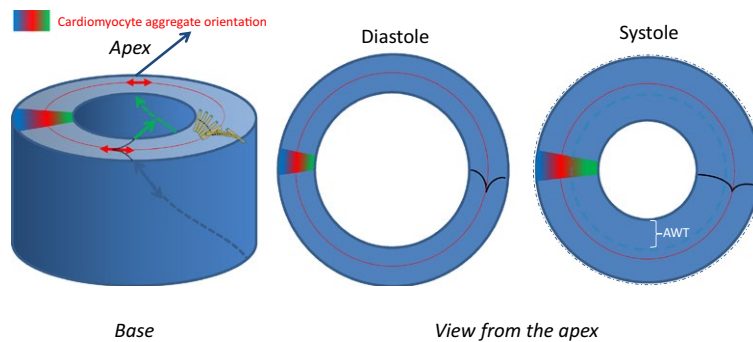 Cardiomyocyte aggregate orientation
Apex
Diastole
Systole
AWT
Base
View from the apex